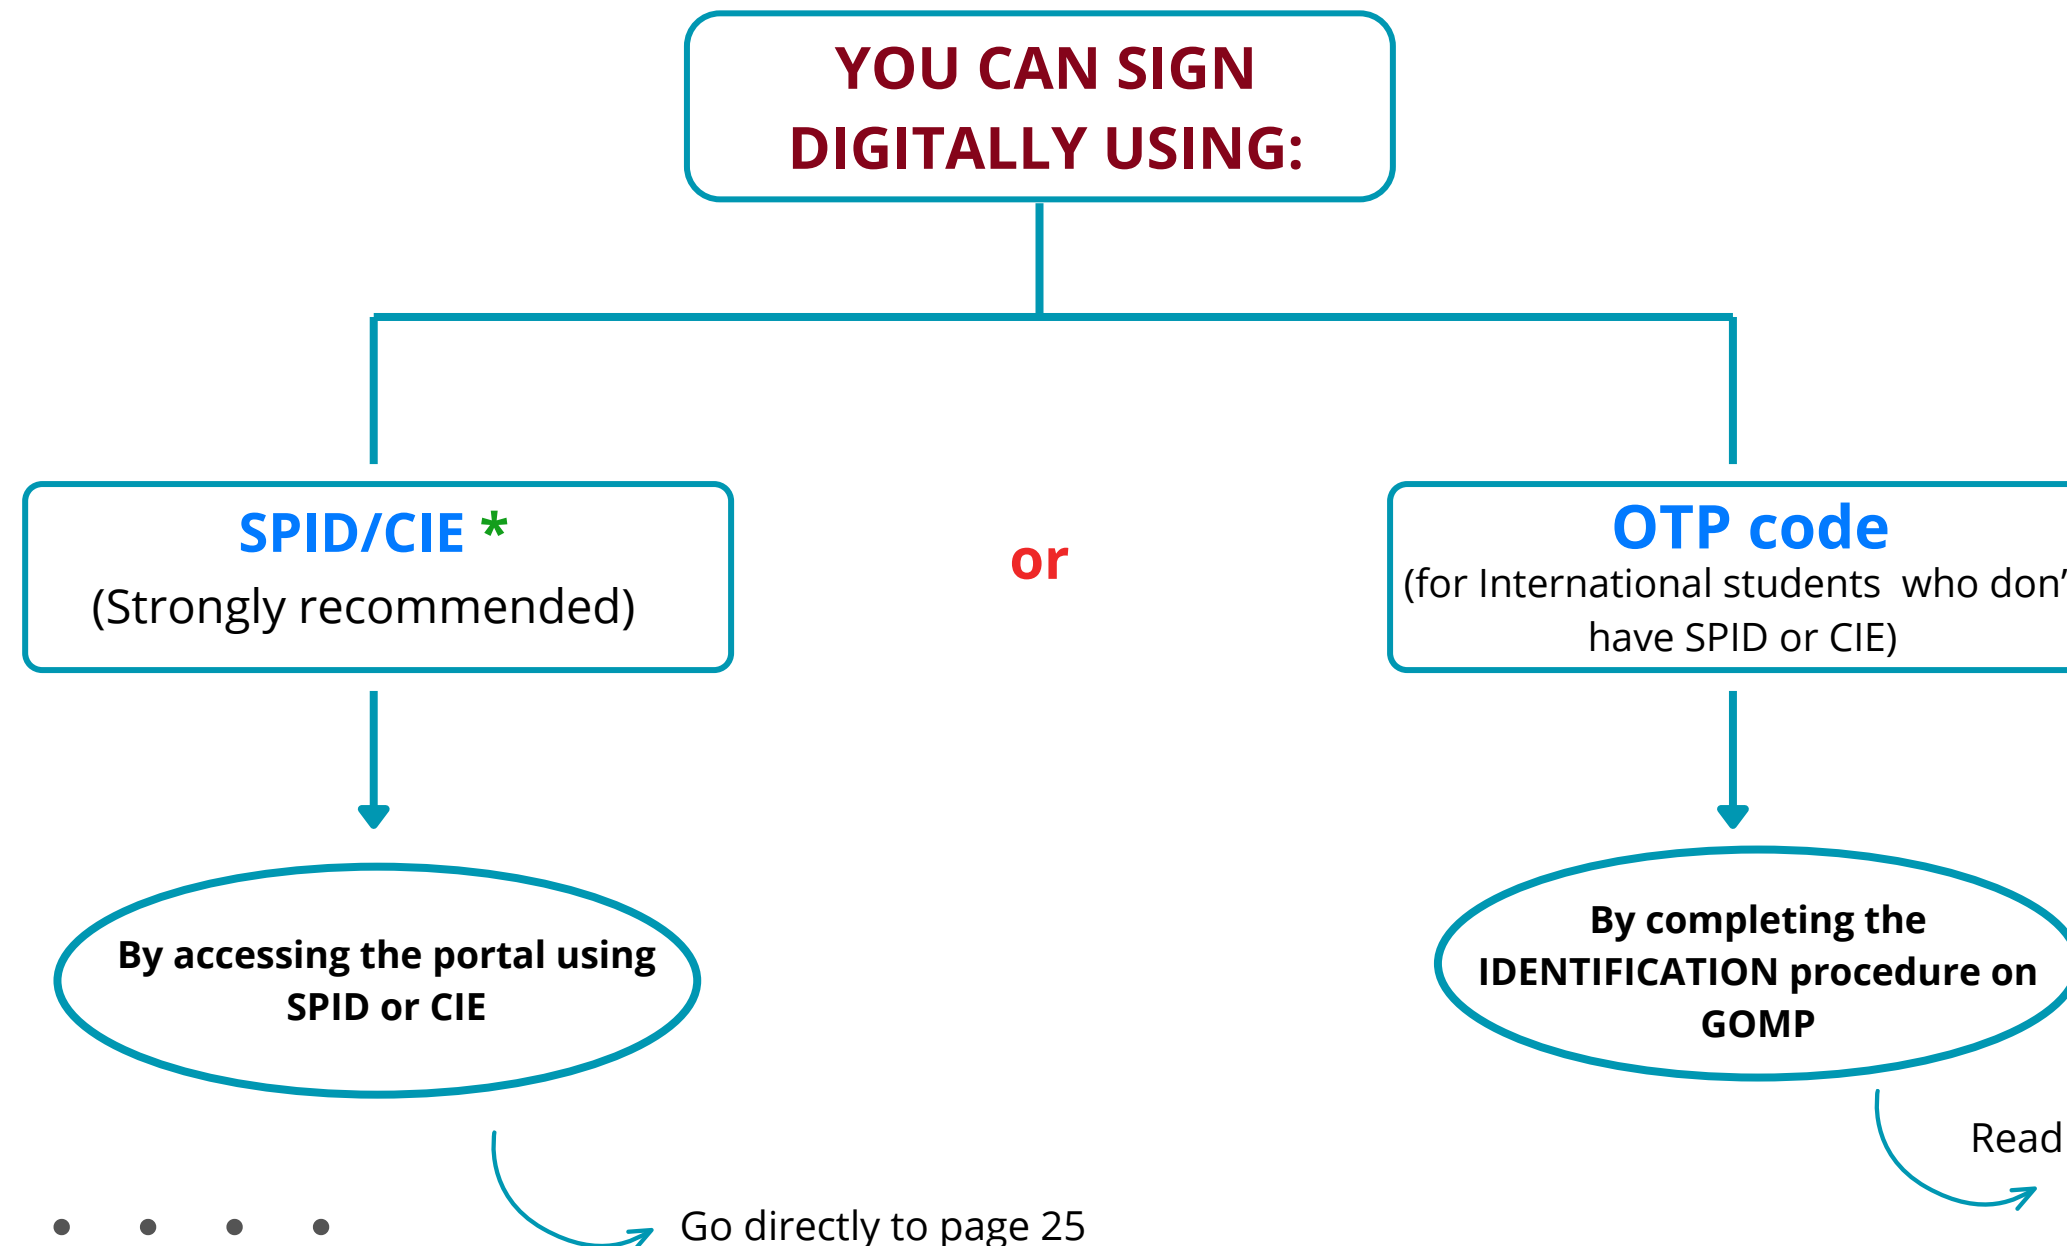 YOU CAN SIGN
DIGITALLY USING:
SPID/CIE *
(Strongly recommended)
or
OTP code
(for International students who don'
have SPID or CIE)
By accessing the portal using
SPID or CIE
By completing the
IDENTIFICATION procedure on
GOMP
Read
Go directly to page 25